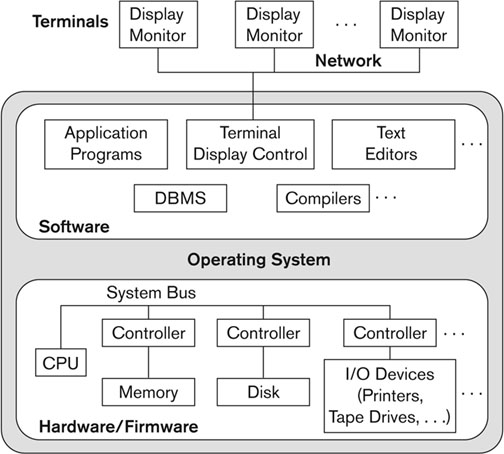 Terminals
Display
Monitor
Display
Monitor
. . .
Display
Monitor
Network
Application
Programs
Terminal
Display Control
Text
Editors
. . .
DBMS
Compilers
. . .
Software
Operating System
System Bus
Controller
Controller
Controller
. . .
CPU
Memory
Disk
I/O Devices
(Printers,
Tape Drives, . . .)
. . .
Hardware/Firmware